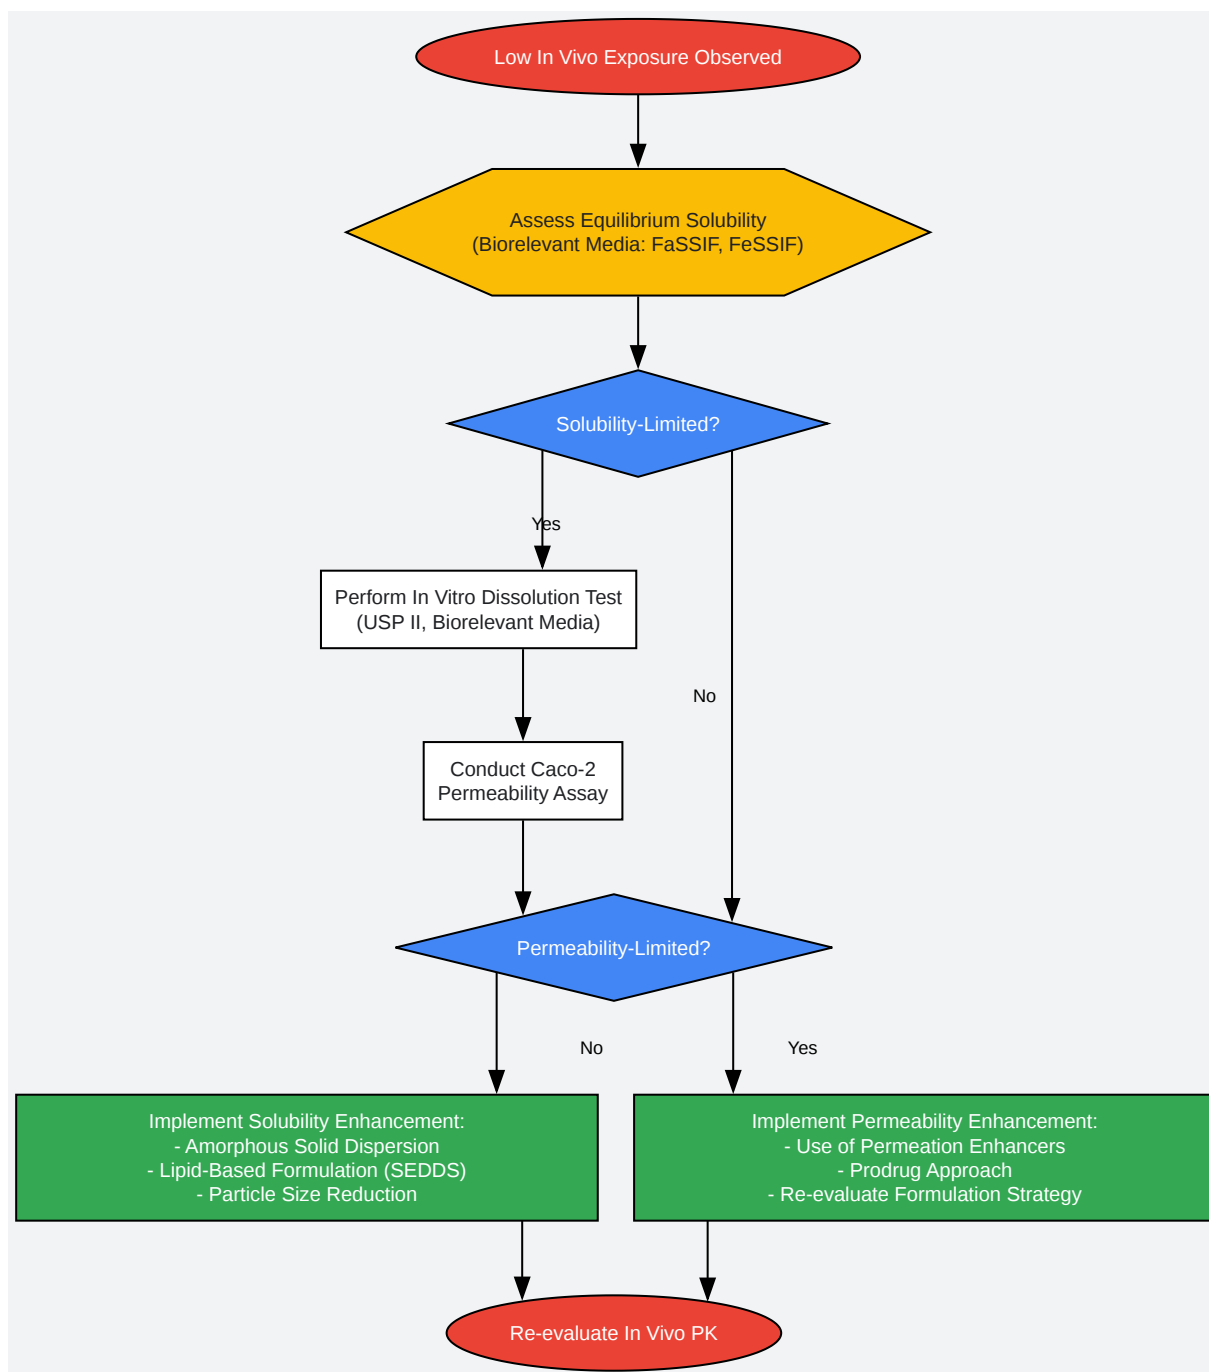 Low In Vivo Exposure Observed
Assess Equilibrium Solubility
(Biorelevant Media: FaSSIF, FeSSIF)
Solubility-Limited?
Yes
Perform In Vitro Dissolution Test
(USP II, Biorelevant Media)
No
Conduct Caco-2
Permeability Assay
Permeability-Limited?
No
Yes
Implement Solubility Enhancement:
- Amorphous Solid Dispersion
- Lipid-Based Formulation (SEDDS)
- Particle Size Reduction
Implement Permeability Enhancement:
- Use of Permeation Enhancers
- Prodrug Approach
- Re-evaluate Formulation Strategy
Re-evaluate In Vivo PK